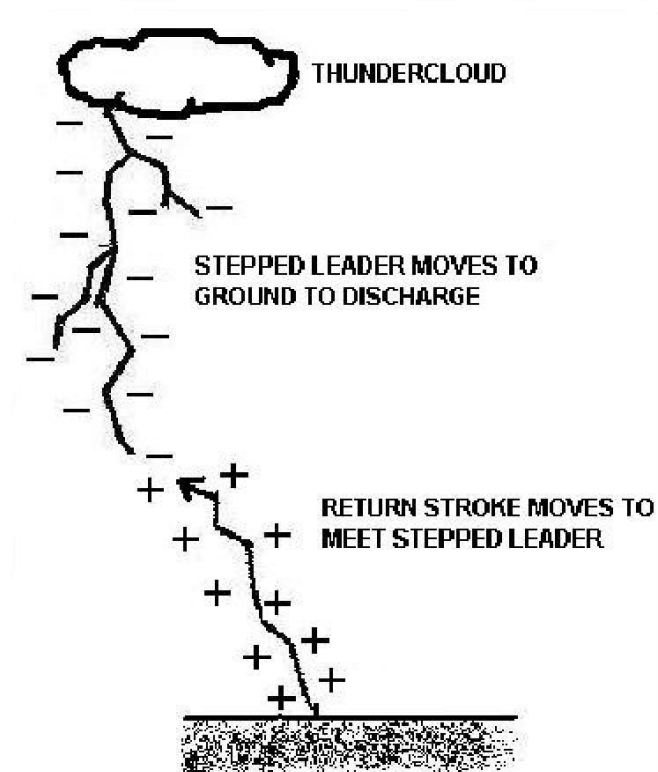 THUNDERCLOUD
STEPPED LEADER MOVES TO
GROUND TO DISCHARGE
RETURN STROKE MOVES TO
MEET STEPPED LEADER